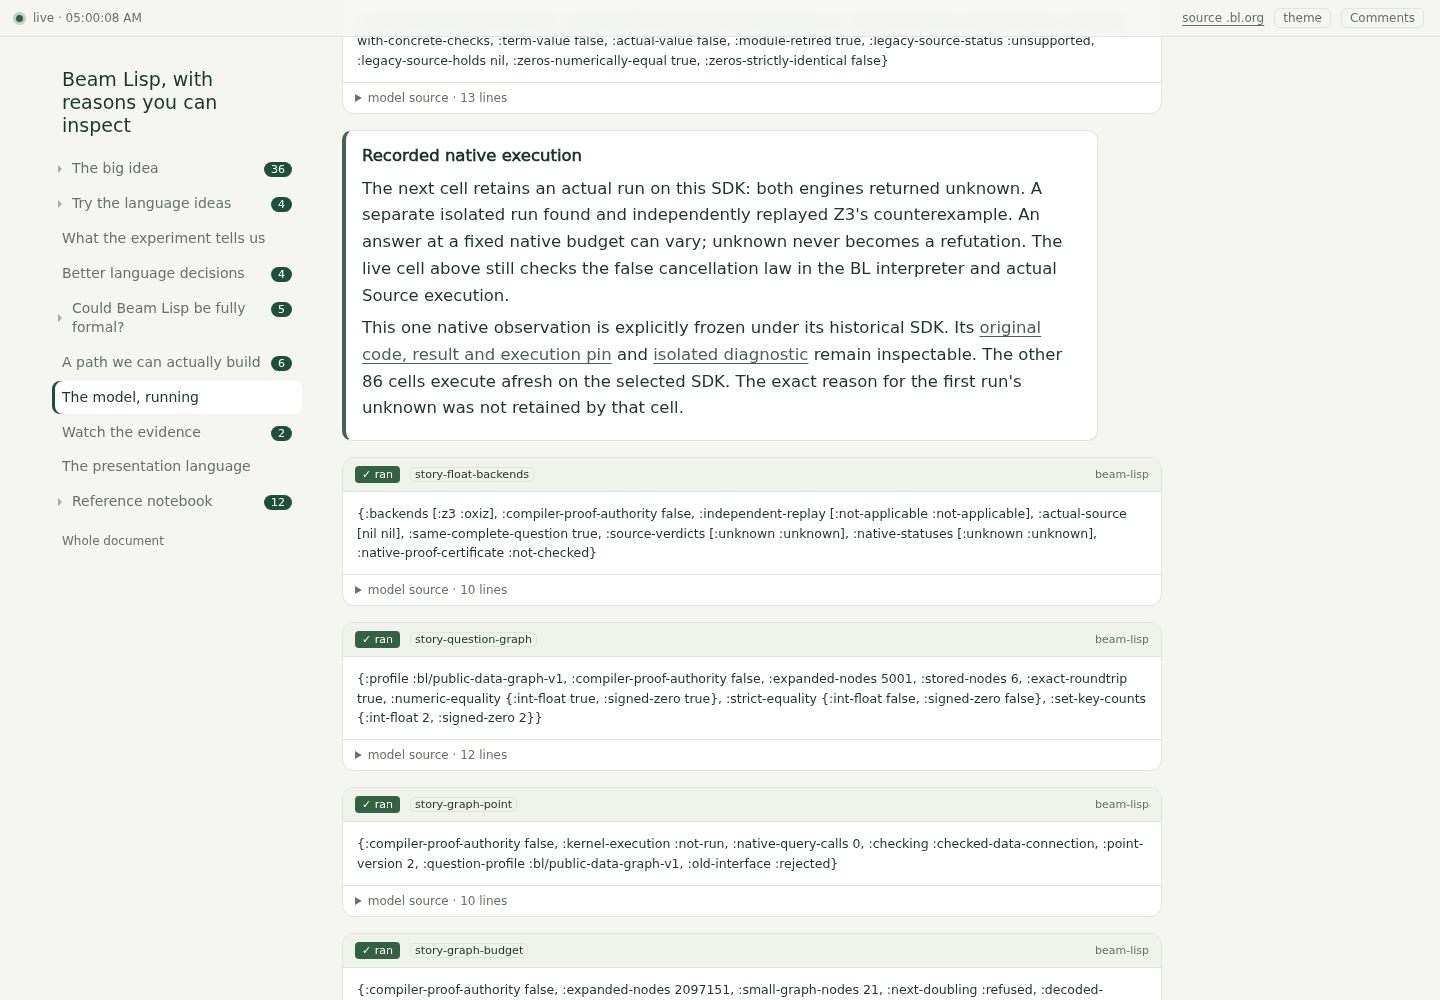 live · 05:00:08 AM
source .bl.org
theme
Comments
Beam Lisp, with
reasons you can
inspect
The big idea
36
Try the language ideas
4
What the experiment tells us
Better language decisions
4
Could Beam Lisp be fully
formal?
5
A path we can actually build
6
The model, running
Watch the evidence
2
The presentation language
Reference notebook
12
Whole document
with-concrete-checks, :term-value false, :actual-value false, :module-retired true, :legacy-source-status :unsupported,
:legacy-source-holds nil, :zeros-numerically-equal true, :zeros-strictly-identical false}
model source · 13 lines
Recorded native execution
The next cell retains an actual run on this SDK: both engines returned unknown. A
separate isolated run found and independently replayed Z3's counterexample. An
answer at a fixed native budget can vary; unknown never becomes a refutation. The
live cell above still checks the false cancellation law in the BL interpreter and actual
Source execution.
This one native observation is explicitly frozen under its historical SDK. Its original
code, result and execution pin and isolated diagnostic remain inspectable. The other
86 cells execute afresh on the selected SDK. The exact reason for the first run's
unknown was not retained by that cell.
✓ ran
story-float-backends
beam-lisp
{:backends [:z3 :oxiz], :compiler-proof-authority false, :independent-replay [:not-applicable :not-applicable], :actual-source
[nil nil], :same-complete-question true, :source-verdicts [:unknown :unknown], :native-statuses [:unknown :unknown],
:native-proof-certificate :not-checked}
model source · 10 lines
✓ ran
story-question-graph
beam-lisp
{:profile :bl/public-data-graph-v1, :compiler-proof-authority false, :expanded-nodes 5001, :stored-nodes 6, :exact-roundtrip
true, :numeric-equality {:int-float true, :signed-zero true}, :strict-equality {:int-float false, :signed-zero false}, :set-key-counts
{:int-float 2, :signed-zero 2}}
model source · 12 lines
✓ ran
story-graph-point
beam-lisp
{:compiler-proof-authority false, :kernel-execution :not-run, :native-query-calls 0, :checking :checked-data-connection, :point-
version 2, :question-profile :bl/public-data-graph-v1, :old-interface :rejected}
model source · 10 lines
✓ ran
story-graph-budget
beam-lisp
{:compiler-proof-authority false, :expanded-nodes 2097151, :small-graph-nodes 21, :next-doubling :refused, :decoded-